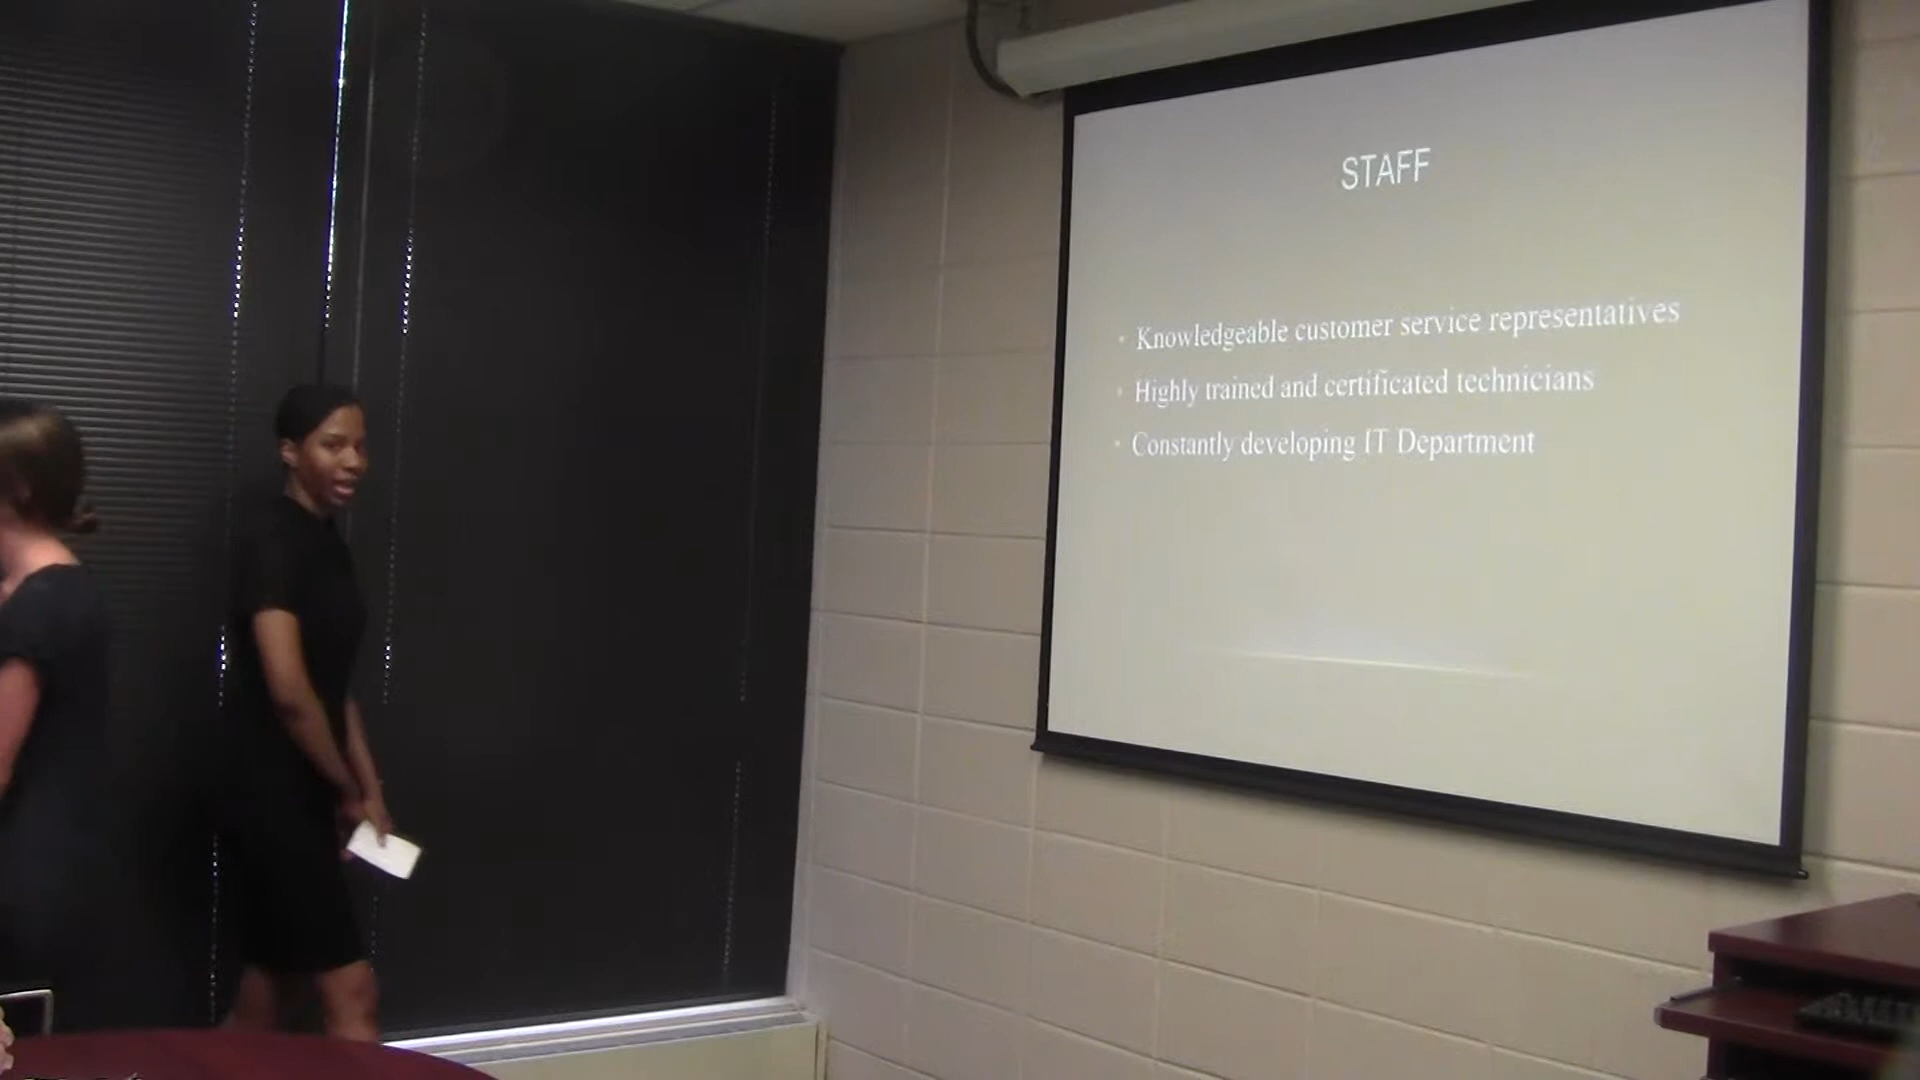 STAFF
Knowledgeable customer service representatives
Highly trained and certificated technicians
Constantly developing IT Department